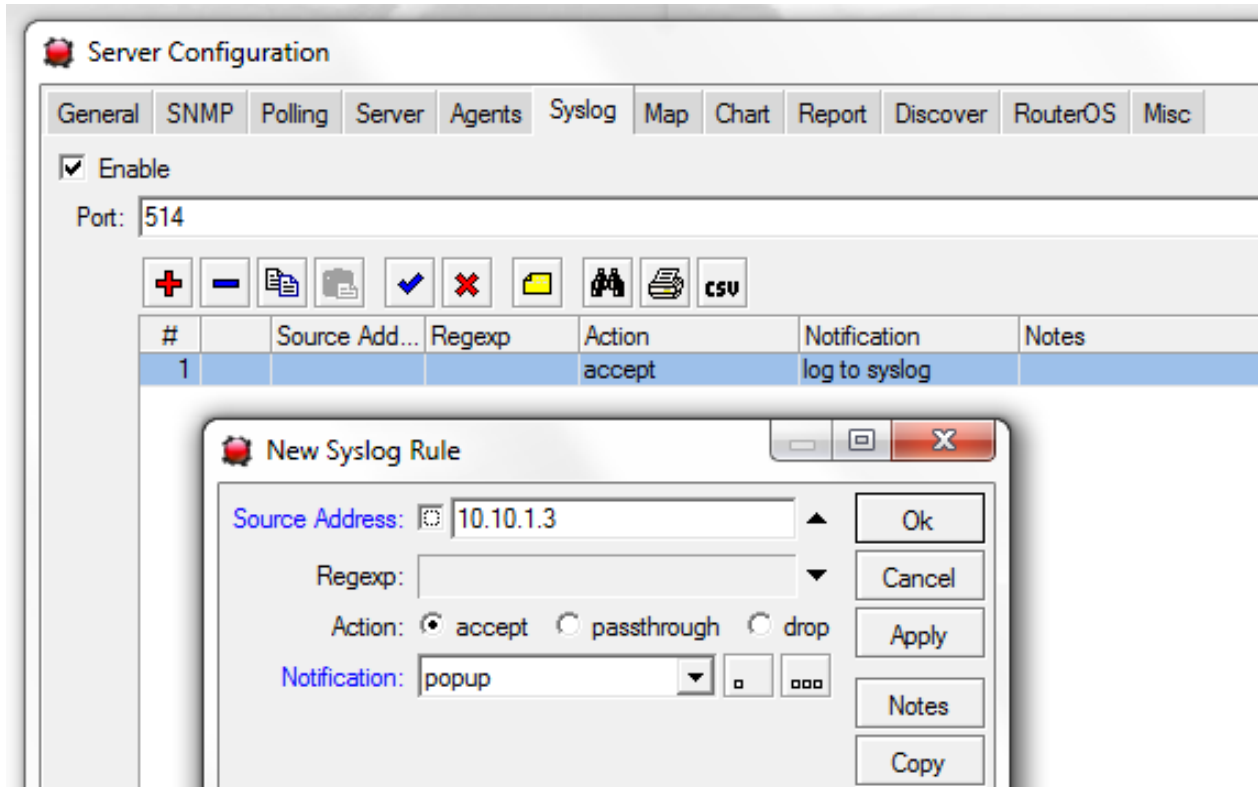 Server Configuration
General SNMP Polling Server Agents Syslog Map Chart Report Discover RouterOS Misc
Enable
Port: 514
csv
# Source Add... Regexp Action Notification Notes
1 accept log to syslog
New Syslog Rule
Source Address: 10.10.1.3 Ok
Regexp: Cancel
Action: accept passthrough drop Apply
Notification: popup
Notes
Copy